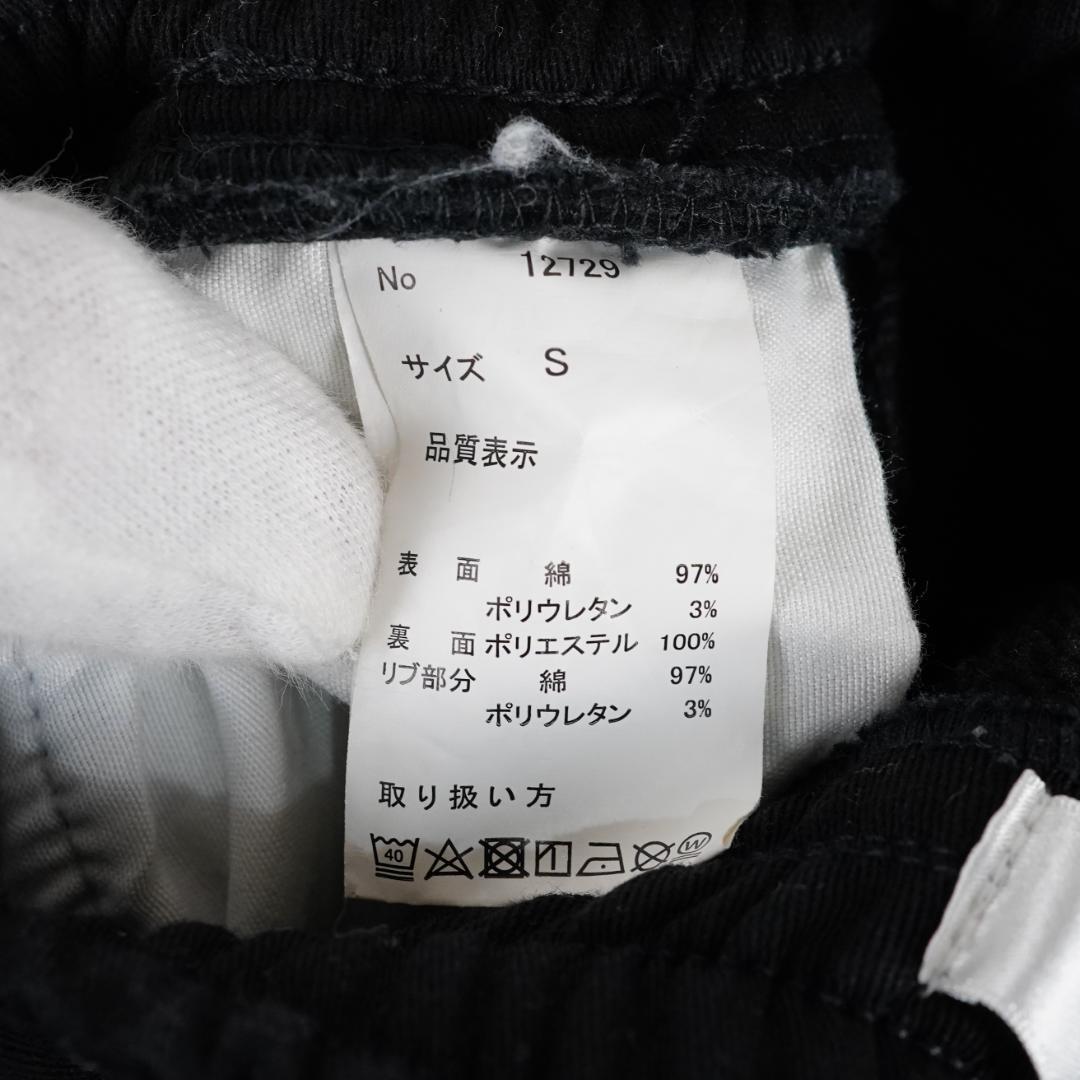 No 12729
サイズ S
品質表示
表 面 綿 97%
ポリウレタン 3%
裏 面 ポリエステル 100%
リブ部分 綿 97%
ポリウレタン 3%
取り扱い方
40 W